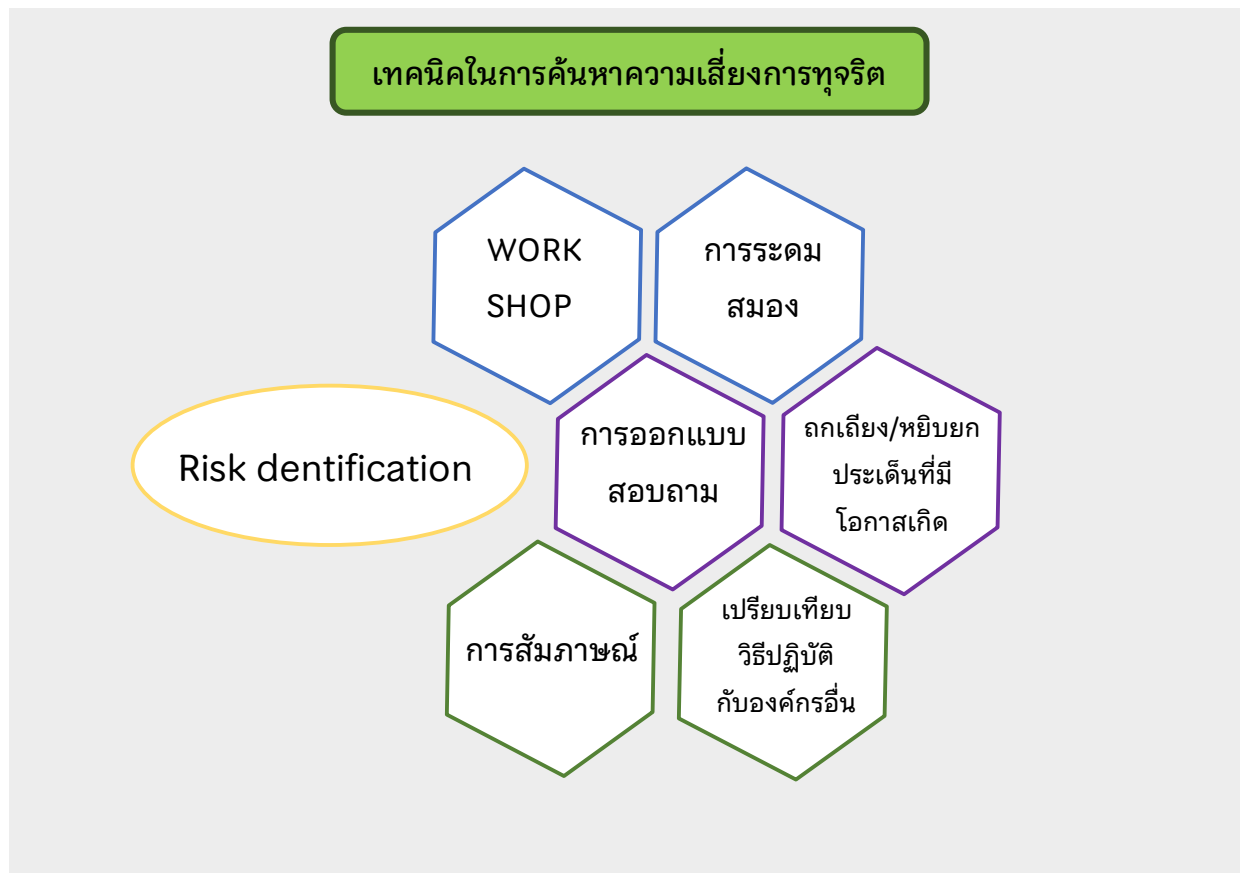 เทคนิคในการค้นหาความเสี่ยงการทุจริต
WORK
SHOP
การระดม
สมอง
Risk dentification
การออกแบบ
สอบถาม
ถกเถียง/หยิบยก
ประเด็นที่มี
โอกาสเกิด
การสัมภาษณ์
เปรียบเทียบ
วิธีปฏิบัติ
กับองค์กรอื่น